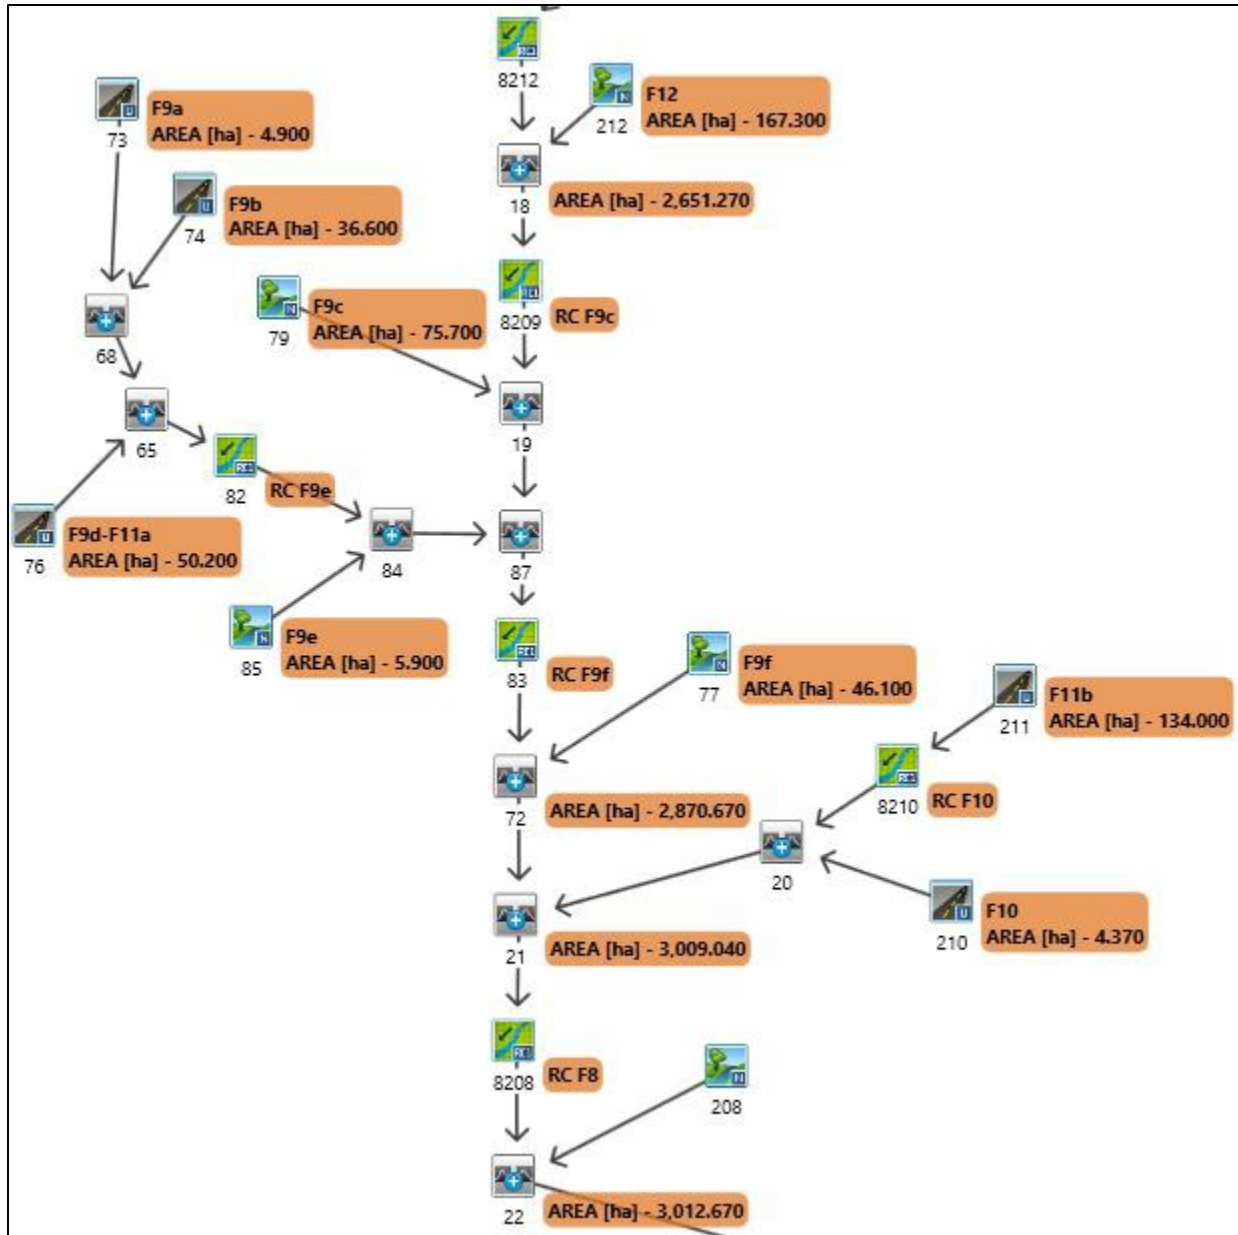 8212
F12
AREA [ha] - 167.300
212
F9a
AREA [ha] - 4.900
73
18
AREA [ha] - 2,651.270
F9b
AREA [ha] - 36.600
74
8209
RC F9c
F9c
AREA [ha] - 75.700
79
68
19
65
82
RC F9e
F9d-F11a
AREA [ha] - 50.200
76
84
87
F9e
AREA [ha] - 5.900
85
83
RC F9f
F9f
AREA [ha] - 46.100
77
F11b
AREA [ha] - 134.000
211
72
AREA [ha] - 2,870.670
8210
RC F10
20
F10
AREA [ha] - 4.370
210
21
AREA [ha] - 3,009.040
8208
RC F8
208
22
AREA [ha] - 3,012.670